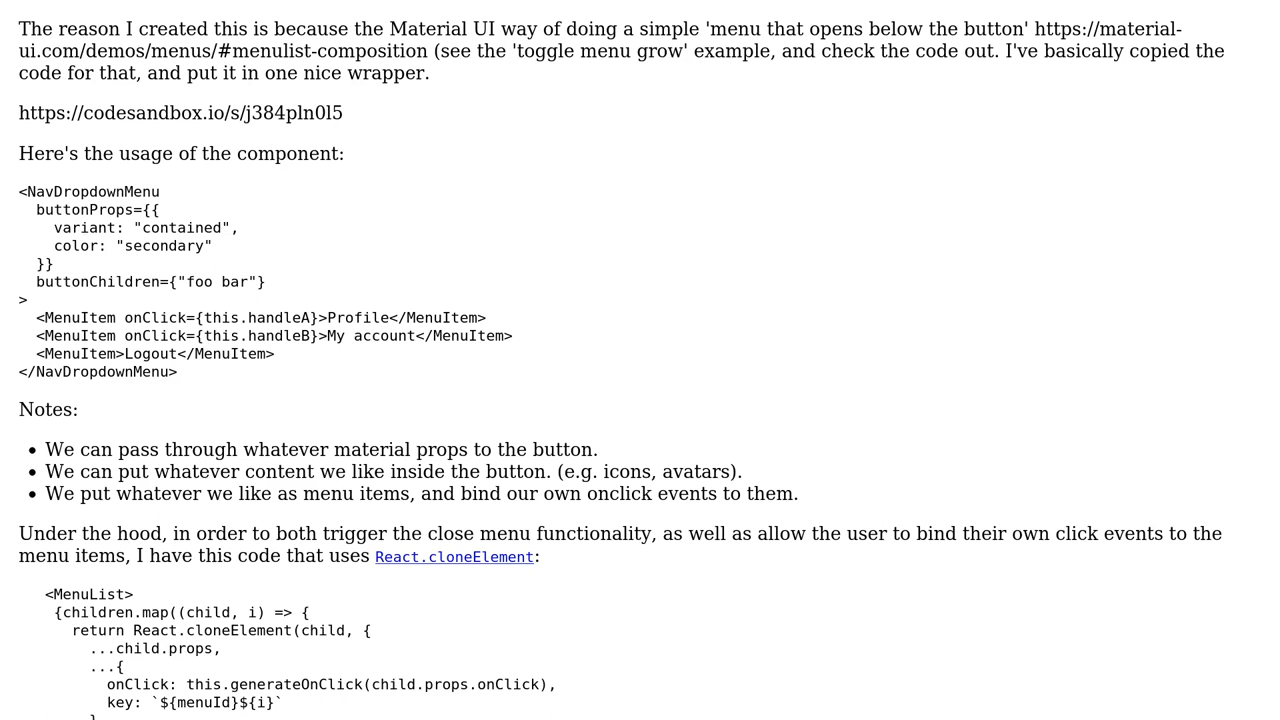 The reason I created this is because the Material UI way of doing a simple 'menu that opens below the button' https://material-
ui.com/demos/menus/#menulist-composition (see the 'toggle menu grow' example, and check the code out. I've basically copied the
code for that, and put it in one nice wrapper.
https://codesandbox.io/s/j384pln0l5
Here's the usage of the component:
<NavDropdownMenu
  buttonProps={{
    variant: "contained",
    color: "secondary"
  }}
  buttonChildren={"foo bar"}
>
  <MenuItem onClick={this.handleA}>Profile</MenuItem>
  <MenuItem onClick={this.handleB}>My account</MenuItem>
  <MenuItem>Logout</MenuItem>
</NavDropdownMenu>
Notes:
• We can pass through whatever material props to the button.
• We can put whatever content we like inside the button. (e.g. icons, avatars).
• We put whatever we like as menu items, and bind our own onclick events to them.
Under the hood, in order to both trigger the close menu functionality, as well as allow the user to bind their own click events to the
menu items, I have this code that uses React.cloneElement:
   <MenuList>
    {children.map((child, i) => {
      return React.cloneElement(child, {
        ...child.props,
        ...{
          onClick: this.generateOnClick(child.props.onClick),
          key: `${menuId}${i}`
        }